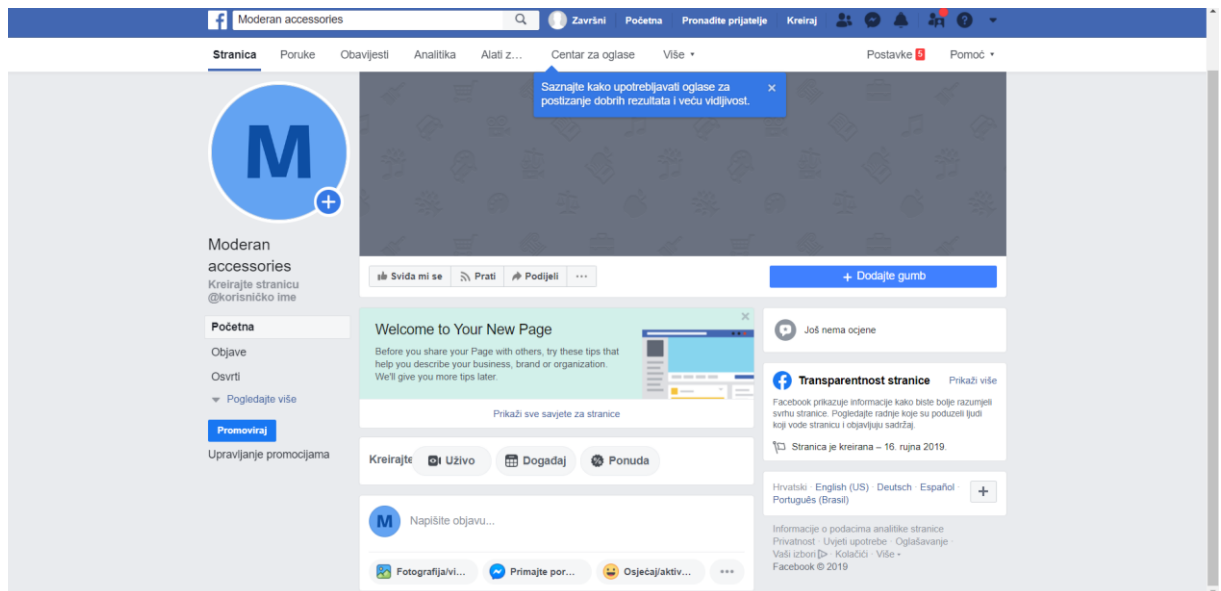 Moderan accessories
Završni Početna Pronađite prijatelje Kreiraj
Stranica Poruke Obavijesti Analitika Alati z... Centar za oglase Više Postavke 5 Pomoć
Saznajte kako upotrebljavati oglase za
postizanje dobrih rezultata i veću vidljivost.
M
Moderan
accessories
Kreirajte stranicu
@korisničko ime
Početna
Objave
Osvrti
Pogledajte više
Promoviraj
Upravljanje promocijama
Sviđa mi se Prati Podijeli ...
+ Dodajte gumb
Welcome to Your New Page
Before you share your Page with others, try these tips that
help you describe your business, brand or organization.
We'll give you more tips later.
Prikaži sve savjete za stranice
Kreirajte Uživo Događaj Ponuda
M Napišite objavu...
Fotografija/vi... Primajte por... Osjećaj/aktiv... ...
Još nema ocjene
Transparentnost stranice Prikaži više
Facebook prikazuje informacije kako biste bolje razumjeli
svrhu stranice. Pogledajte radnje koje su poduzeli ljudi
koji vode stranicu i objavljuju sadržaj.
Stranica je kreirana – 16. rujna 2019.
Hrvatski · English (US) · Deutsch · Español ·
Português (Brasil)
Informacije o podacima analitike stranice
Privatnost · Uvjeti upotrebe · Oglašavanje ·
Vaši izbori · Kolačići · Više
Facebook © 2019